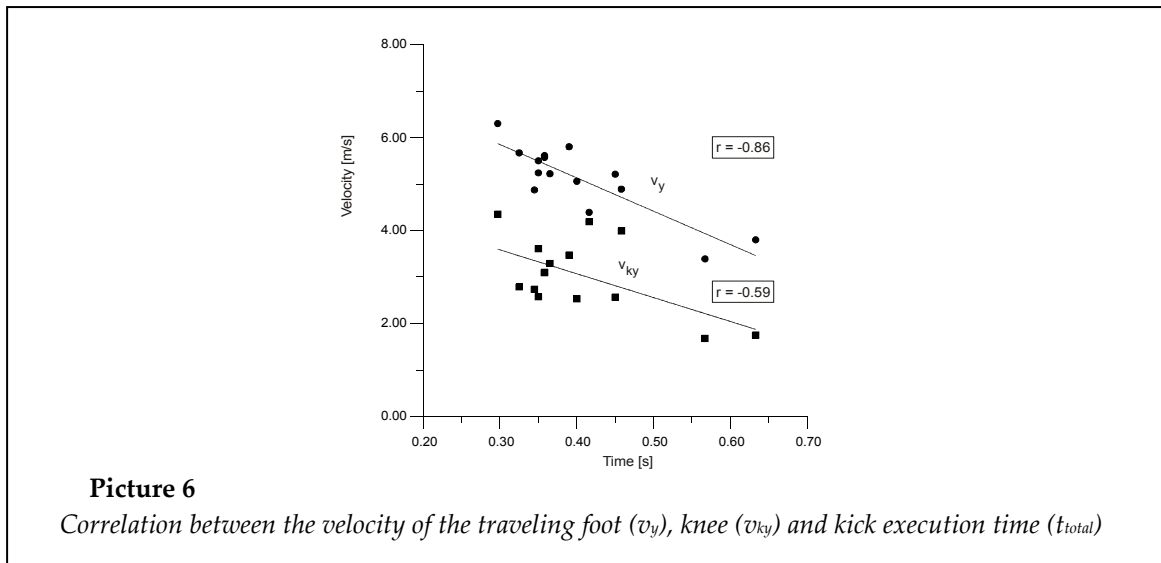 8.00
6.00
4.00
2.00
0.00
Velocity [m/s]
r = -0.86
vy
vky
r = -0.59
0.20 0.30 0.40 0.50 0.60 0.70
Time [s]
Picture 6
Correlation between the velocity of the traveling foot (vy), knee (vky) and kick execution time (ttotal)